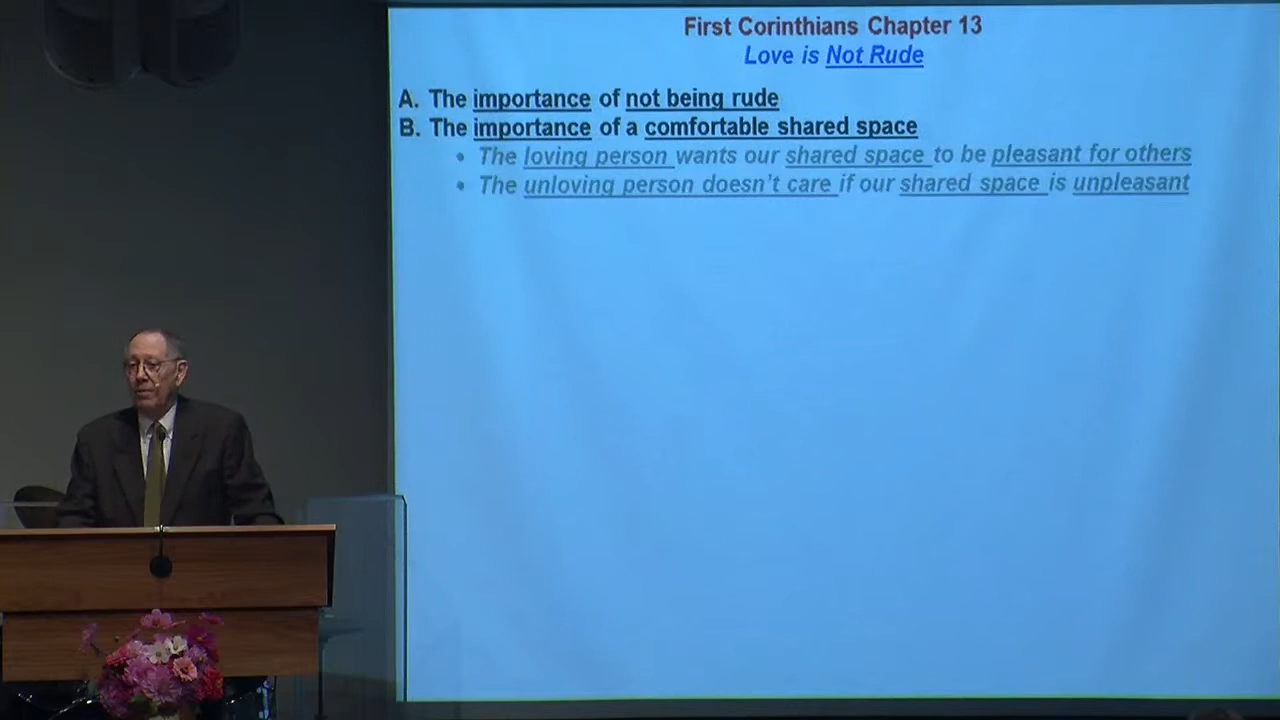 First Corinthians Chapter 13
Love is Not Rude
A. The importance of not being rude
B. The importance of a comfortable shared space
• The loving person wants our shared space to be pleasant for others
• The unloving person doesn't care if our shared space is unpleasant